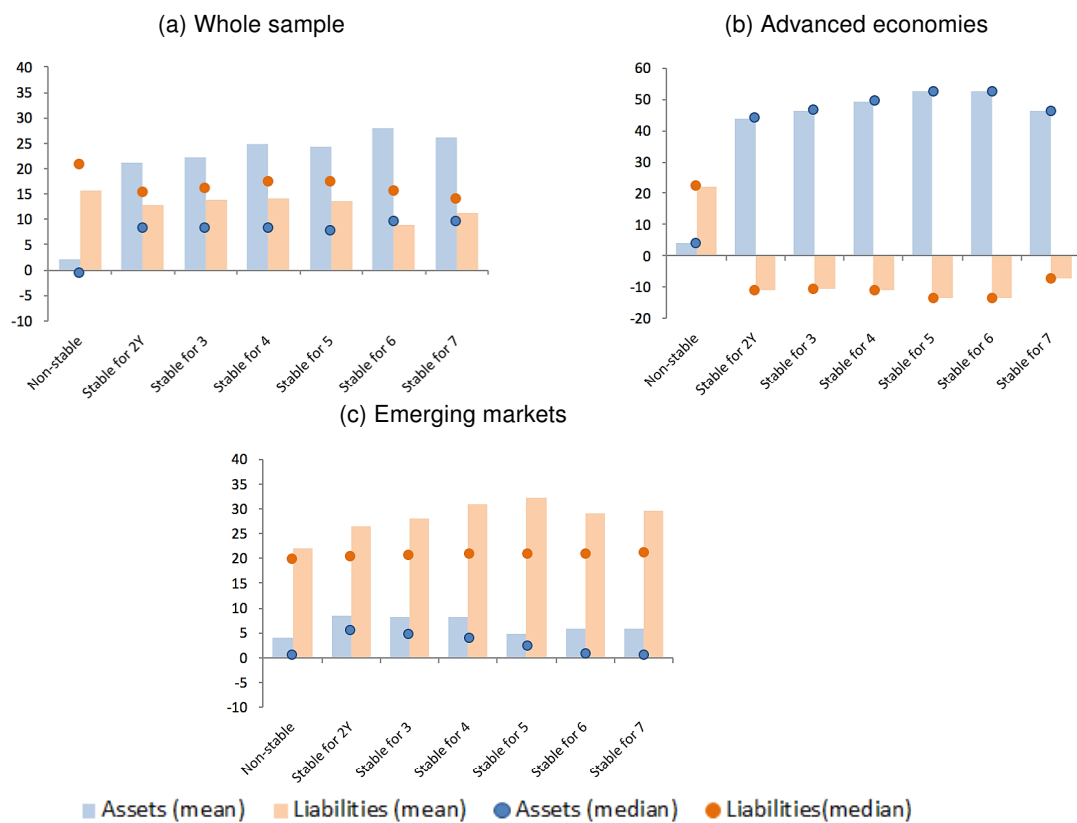 (a) Whole sample
40
35
30
25
20
15
10
5
0
-5
-10
Non-stable
Stable for 2Y
Stable for 3
Stable for 4
Stable for 5
Stable for 6
Stable for 7
(b) Advanced economies
60
50
40
30
20
10
0
-10
-20
Non-stable
Stable for 2Y
Stable for 3
Stable for 4
Stable for 5
Stable for 6
Stable for 7
(c) Emerging markets
40
35
30
25
20
15
10
5
0
-5
-10
Non-stable
Stable for 2Y
Stable for 3
Stable for 4
Stable for 5
Stable for 6
Stable for 7
Assets (mean) Liabilities (mean) Assets (median) Liabilities(median)